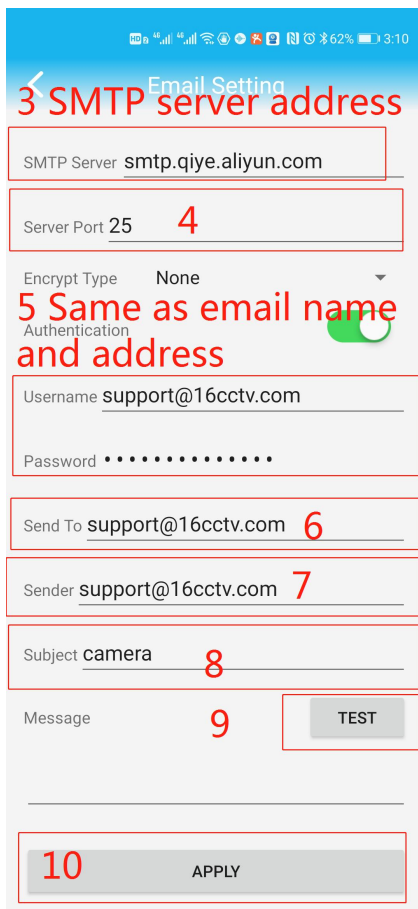 HD 2 4G 4G 62% 3:10
Email Setting
3 SMTP server address
SMTP Server smtp.qiye.aliyun.com
Server Port 25 4
Encrypt Type None
5 Same as email name
Authentication
and address
Username support@16cctv.com
Password ••••••••••••••
Send To support@16cctv.com 6
Sender support@16cctv.com 7
Subject camera 8
Message 9 TEST
10 APPLY